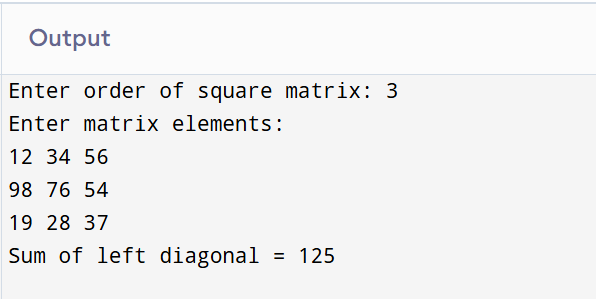 Output
Enter order of square matrix: 3
Enter matrix elements:
12 34 56
98 76 54
19 28 37
Sum of left diagonal = 125